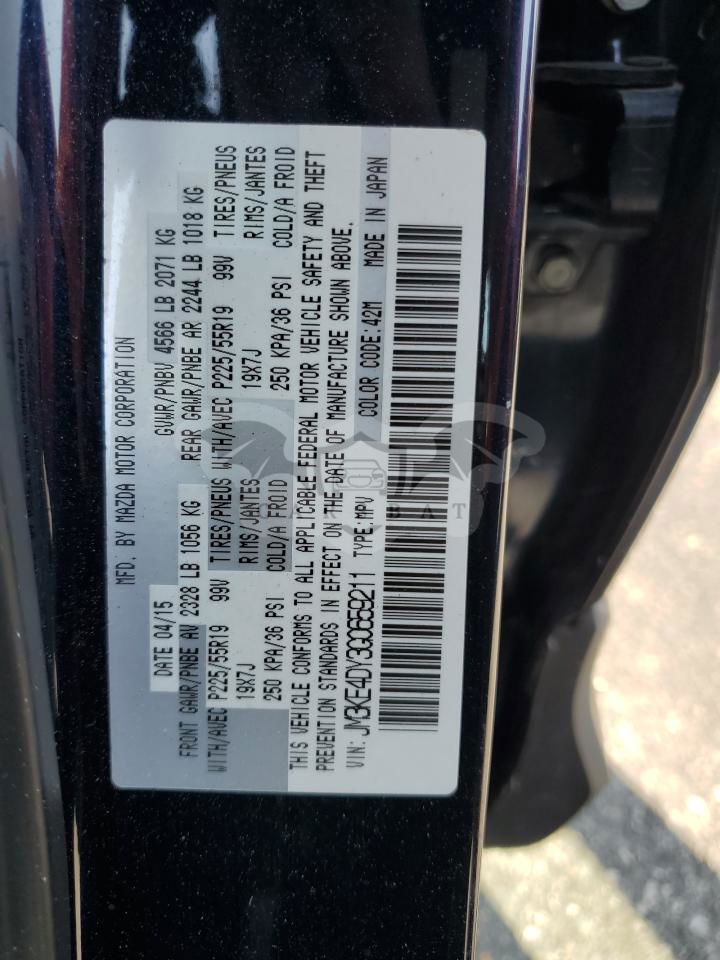 MFD. BY MAZDA MOTOR CORPORATION
DATE 04/15 GVWR/PNBV 4566 LB 2071 KG
FRONT GAWR/PNBE AV 2328 LB 1056 KG REAR GAWR/PNBE AR 2244 LB 1018 KG
WITH/AVEC P225/55R19 99V TIRES/PNEUS WITH/AVEC P225/55R19 99V TIRES/PNEUS
19X7J RIMS/JANTES 19X7J RIMS/JANTES
250 KPA/36 PSI COLD/A FROID 250 KPA/36 PSI COLD/A FROID
THIS VEHICLE CONFORMS TO ALL APPLICABLE FEDERAL MOTOR VEHICLE SAFETY AND THEFT
PREVENTION STANDARDS IN EFFECT ON THE DATE OF MANUFACTURE SHOWN ABOVE.
VIN: JM3KE4DY3G0659211 TYPE: MPV COLOR CODE: 42M MADE IN JAPAN